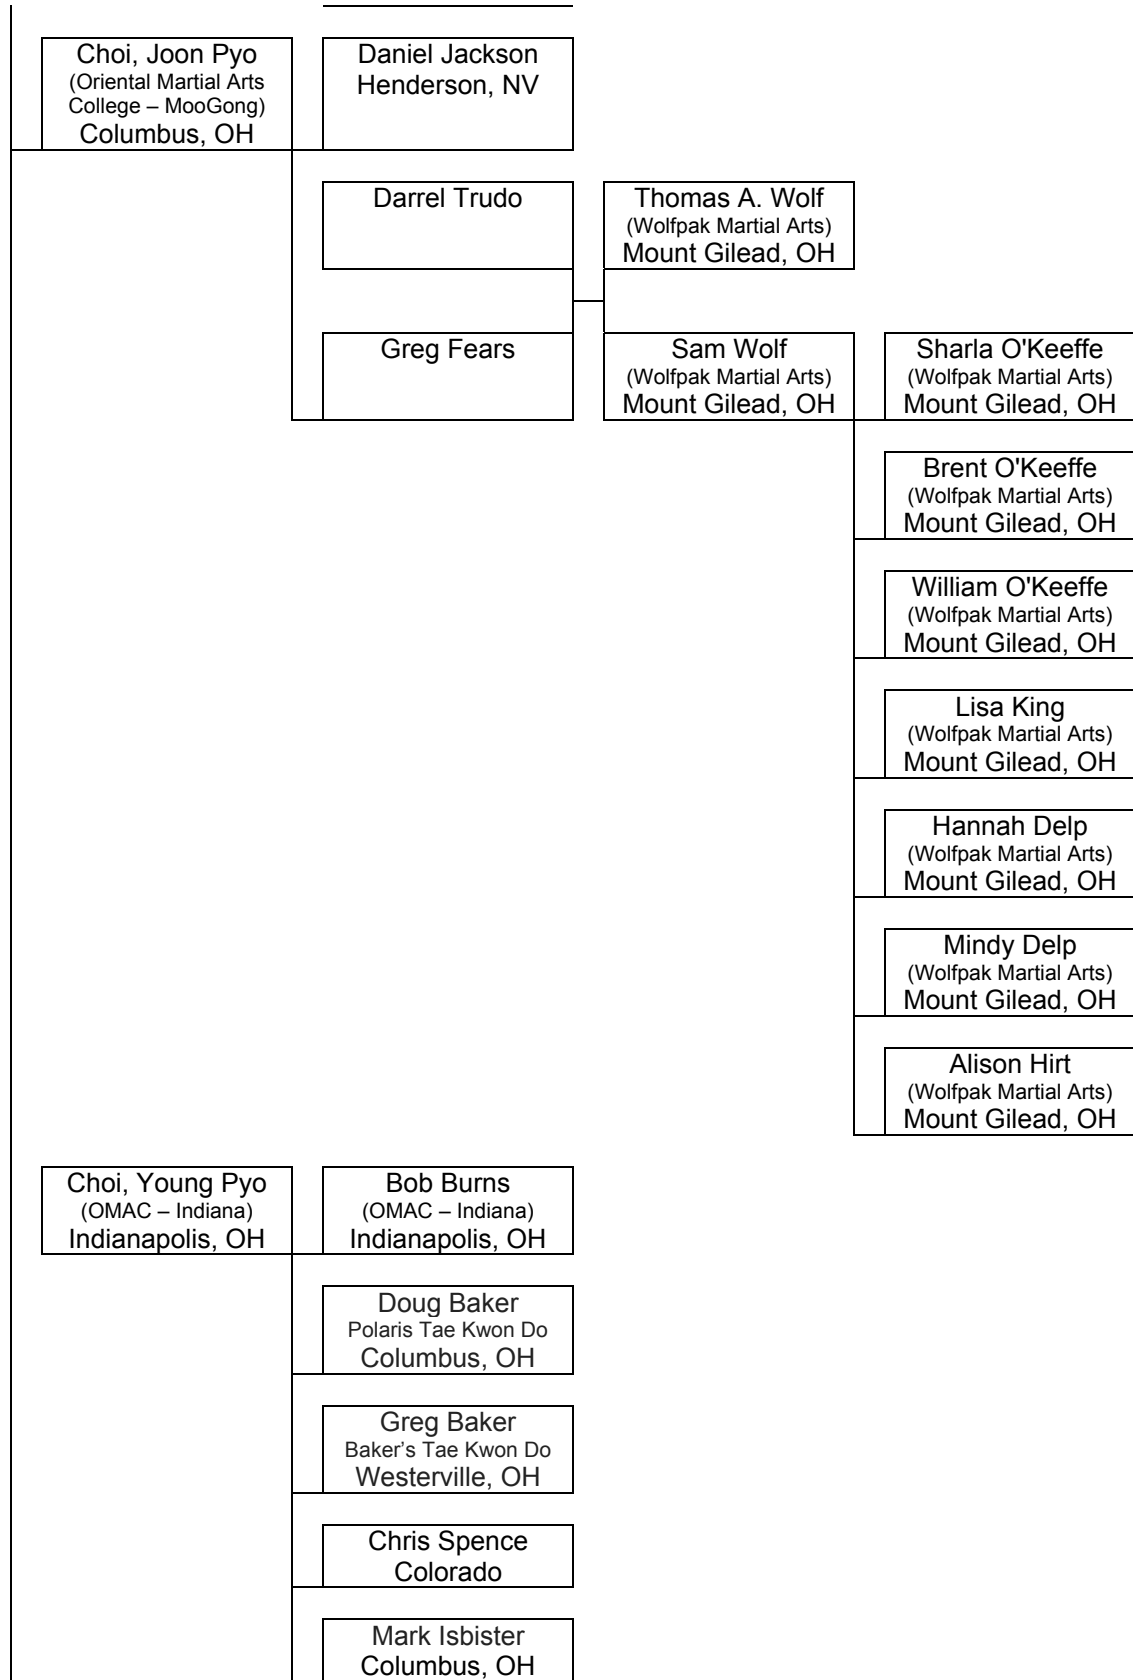 Choi, Joon Pyo
(Oriental Martial Arts
College – MooGong)
Columbus, OH
Daniel Jackson
Henderson, NV
Darrel Trudo
Thomas A. Wolf
(Wolfpak Martial Arts)
Mount Gilead, OH
Greg Fears
Sam Wolf
(Wolfpak Martial Arts)
Mount Gilead, OH
Sharla O'Keeffe
(Wolfpak Martial Arts)
Mount Gilead, OH
Brent O'Keeffe
(Wolfpak Martial Arts)
Mount Gilead, OH
William O'Keeffe
(Wolfpak Martial Arts)
Mount Gilead, OH
Lisa King
(Wolfpak Martial Arts)
Mount Gilead, OH
Hannah Delp
(Wolfpak Martial Arts)
Mount Gilead, OH
Mindy Delp
(Wolfpak Martial Arts)
Mount Gilead, OH
Alison Hirt
(Wolfpak Martial Arts)
Mount Gilead, OH
Choi, Young Pyo
(OMAC – Indiana)
Indianapolis, OH
Bob Burns
(OMAC – Indiana)
Indianapolis, OH
Doug Baker
Polaris Tae Kwon Do
Columbus, OH
Greg Baker
Baker’s Tae Kwon Do
Westerville, OH
Chris Spence
Colorado
Mark Isbister
Columbus, OH